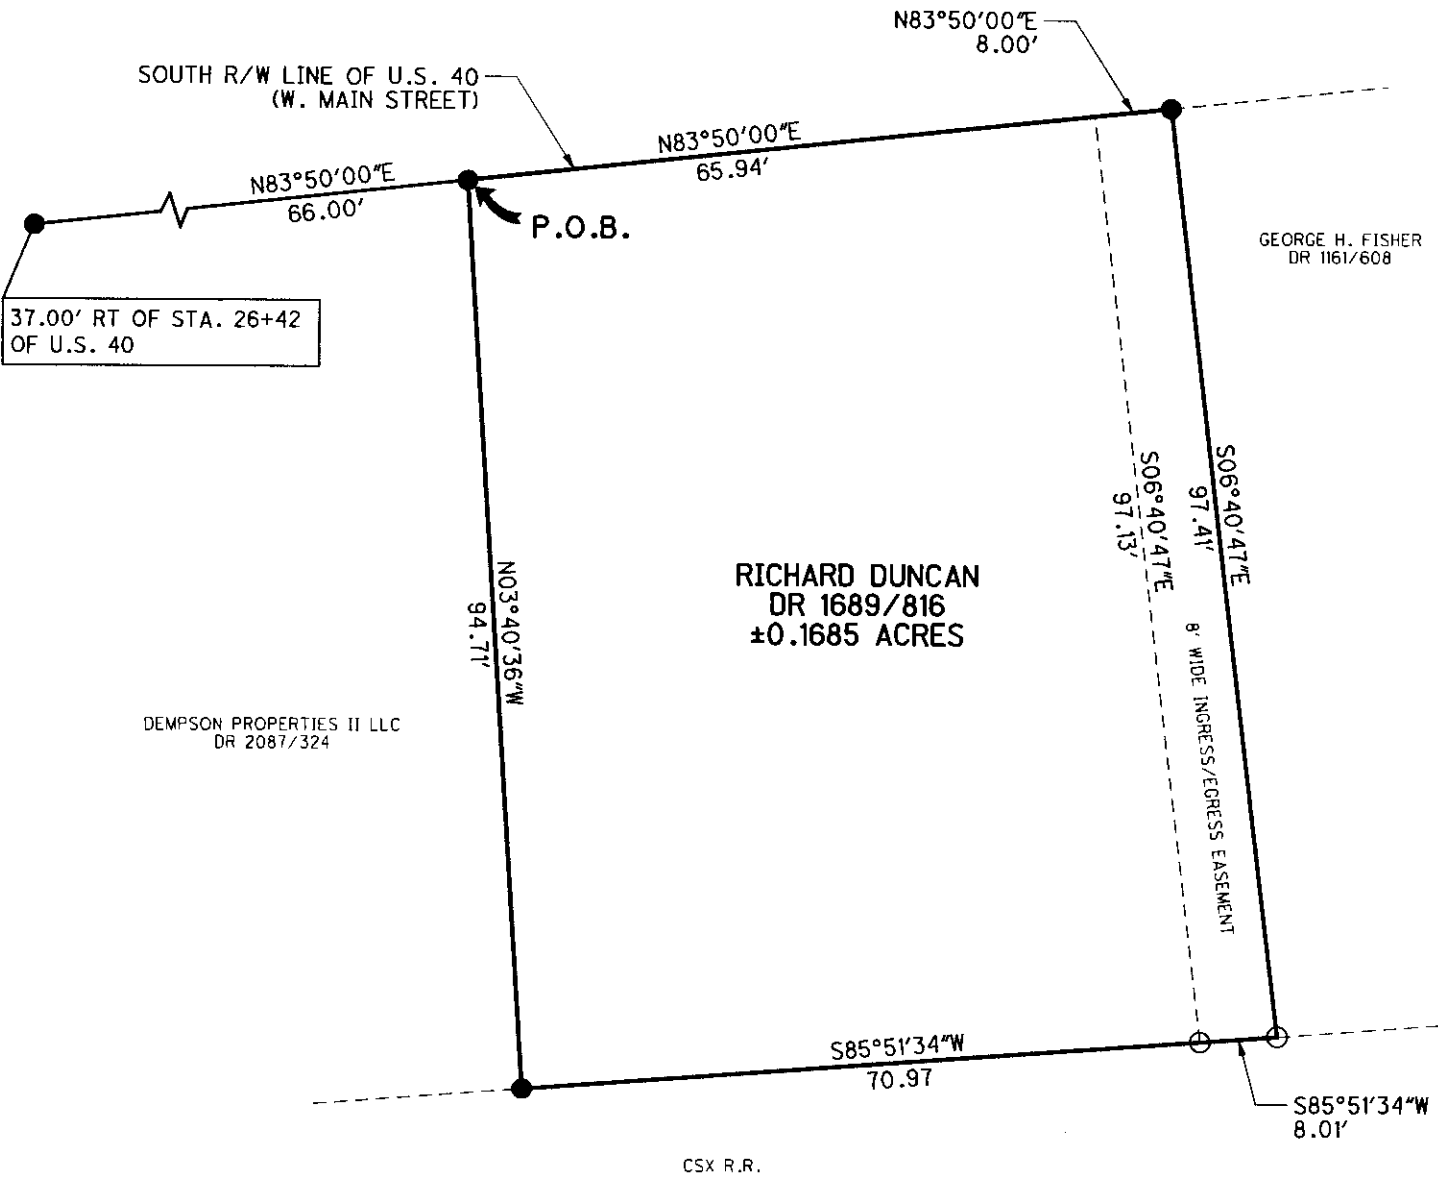 N83°50'00"E
8.00'
SOUTH R/W LINE OF U.S. 40
(W. MAIN STREET)
N83°50'00"E
65.94'
N83°50'00"E
66.00'
P.O.B.
GEORGE H. FISHER
DR 1161/608
37.00' RT OF STA. 26+42
OF U.S. 40
S06°40'47"E
97.41'
S06°40'47"E
97.13'
N03°40'36"W
94.71'
RICHARD DUNCAN
DR 1689/816
±0.1685 ACRES
8' WIDE INGRESS/EGRESS EASEMENT
DEMPSON PROPERTIES II LLC
DR 2087/324
S85°51'34"W
70.97
S85°51'34"W
8.01'
CSX R.R.